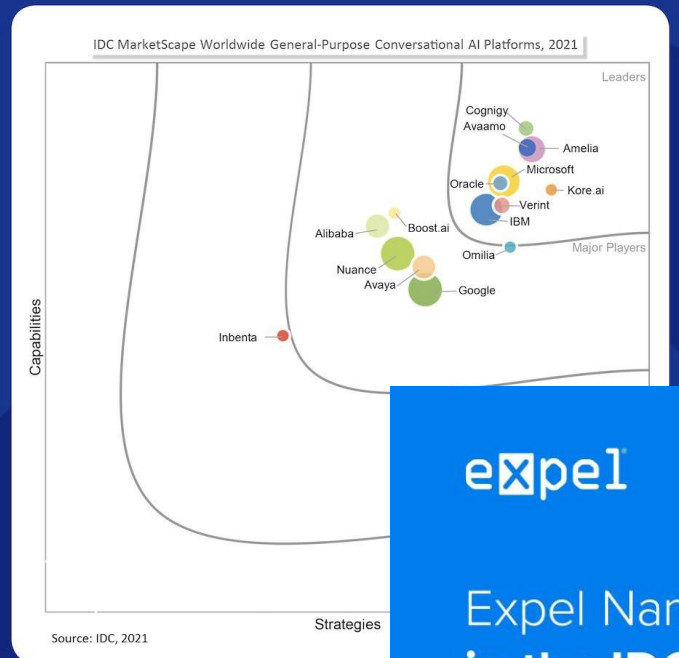 IDC MarketScape Worldwide General-Purpose Conversational AI Platforms, 2021
Leaders
Cognigy
Avaamo
Amelia
Microsoft
Oracle
Kore.ai
Verint
IBM
Boost.ai
Alibaba
Major Players
Omilia
Nuance
Avaya
Google
Inbenta
Capabilities
Strategies
Source: IDC, 2021
expel
Expel